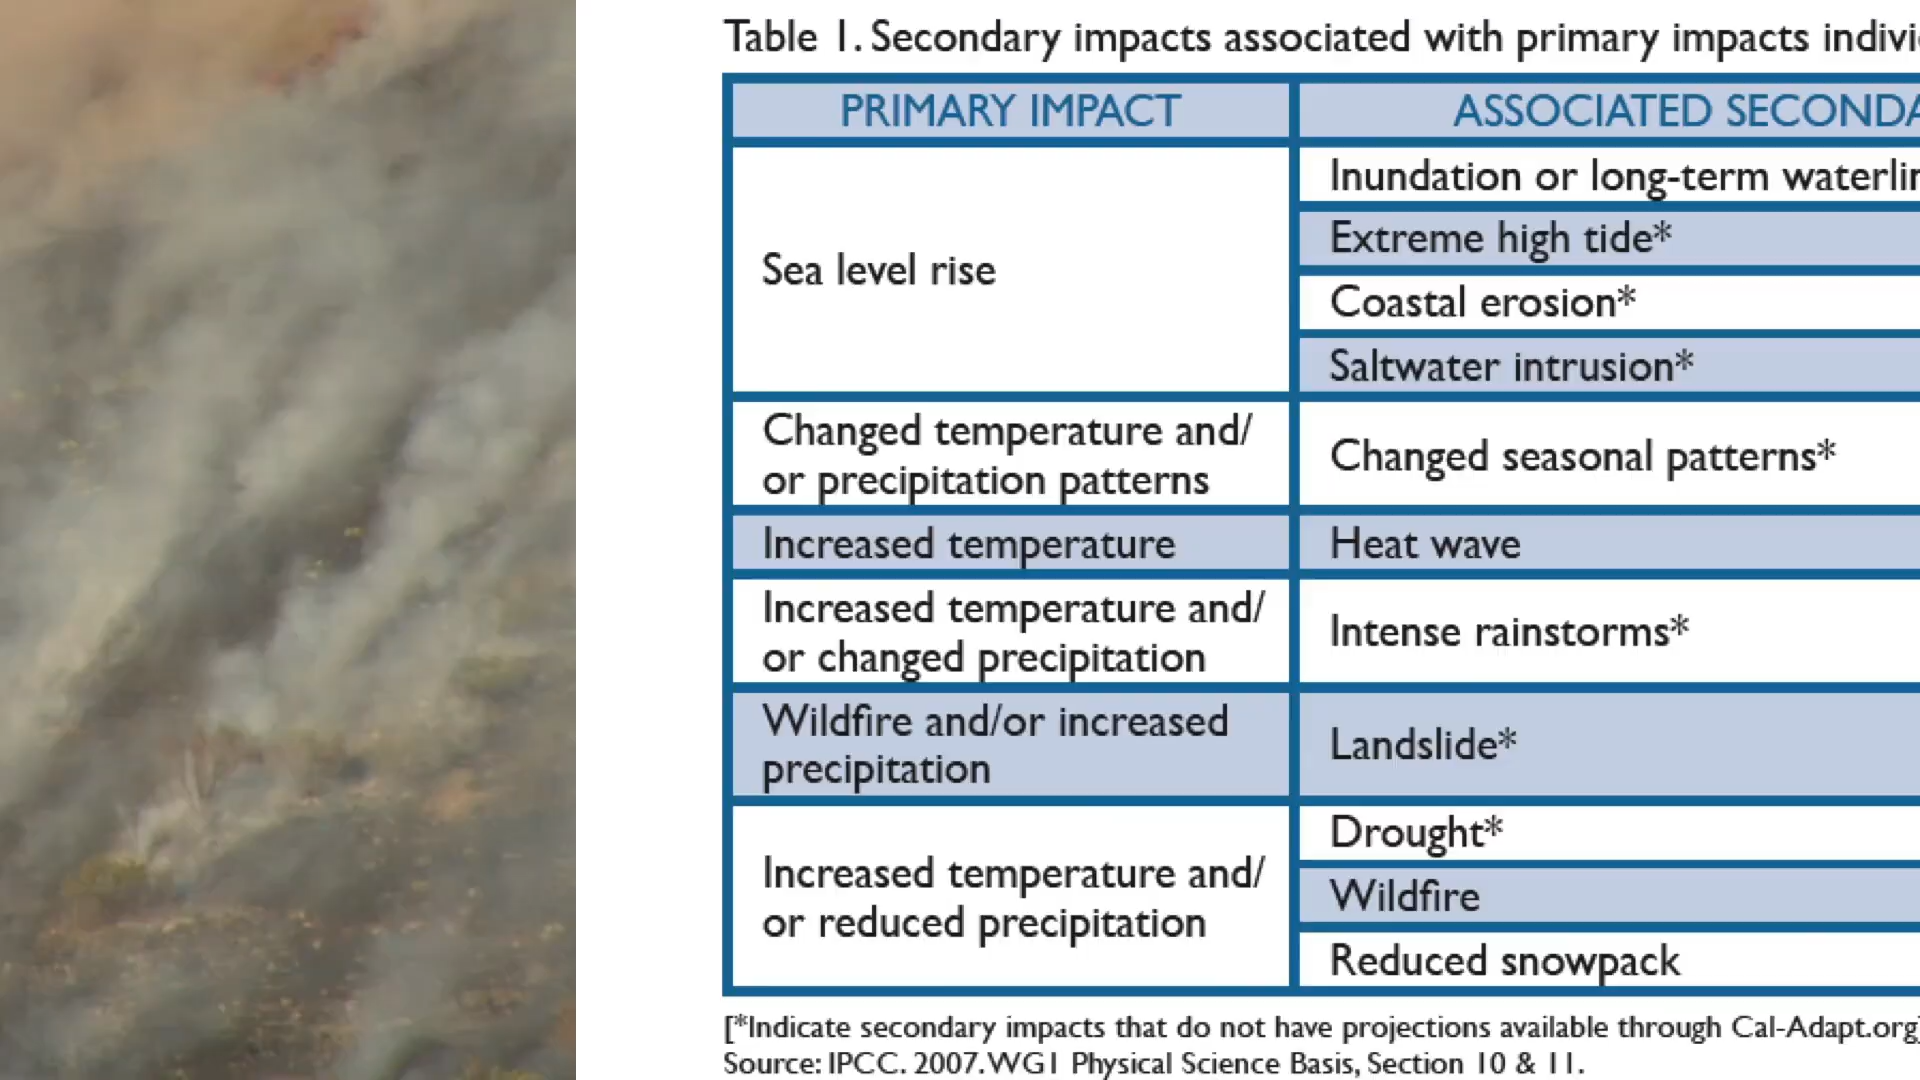 Table 1. Secondary impacts associated with primary impacts
PRIMARY IMPACT
ASSOCIATED
Sea level rise
Inundation or long-term
Extreme high tide*
Coastal erosion*
Saltwater intrusion*
Changed temperature and/
or precipitation patterns
Changed seasonal patterns*
Increased temperature
Heat wave
Increased temperature and/
or changed precipitation
Intense rainstorms*
Wildfire and/or increased
precipitation
Landslide*
Increased temperature and/
or reduced precipitation
Drought*
Wildfire
Reduced snowpack
[*Indicate secondary impacts that do not have projections available through Cal-Adapt.org]
Source: IPCC. 2007. WG1 Physical Science Basis, Section 10 & 11.